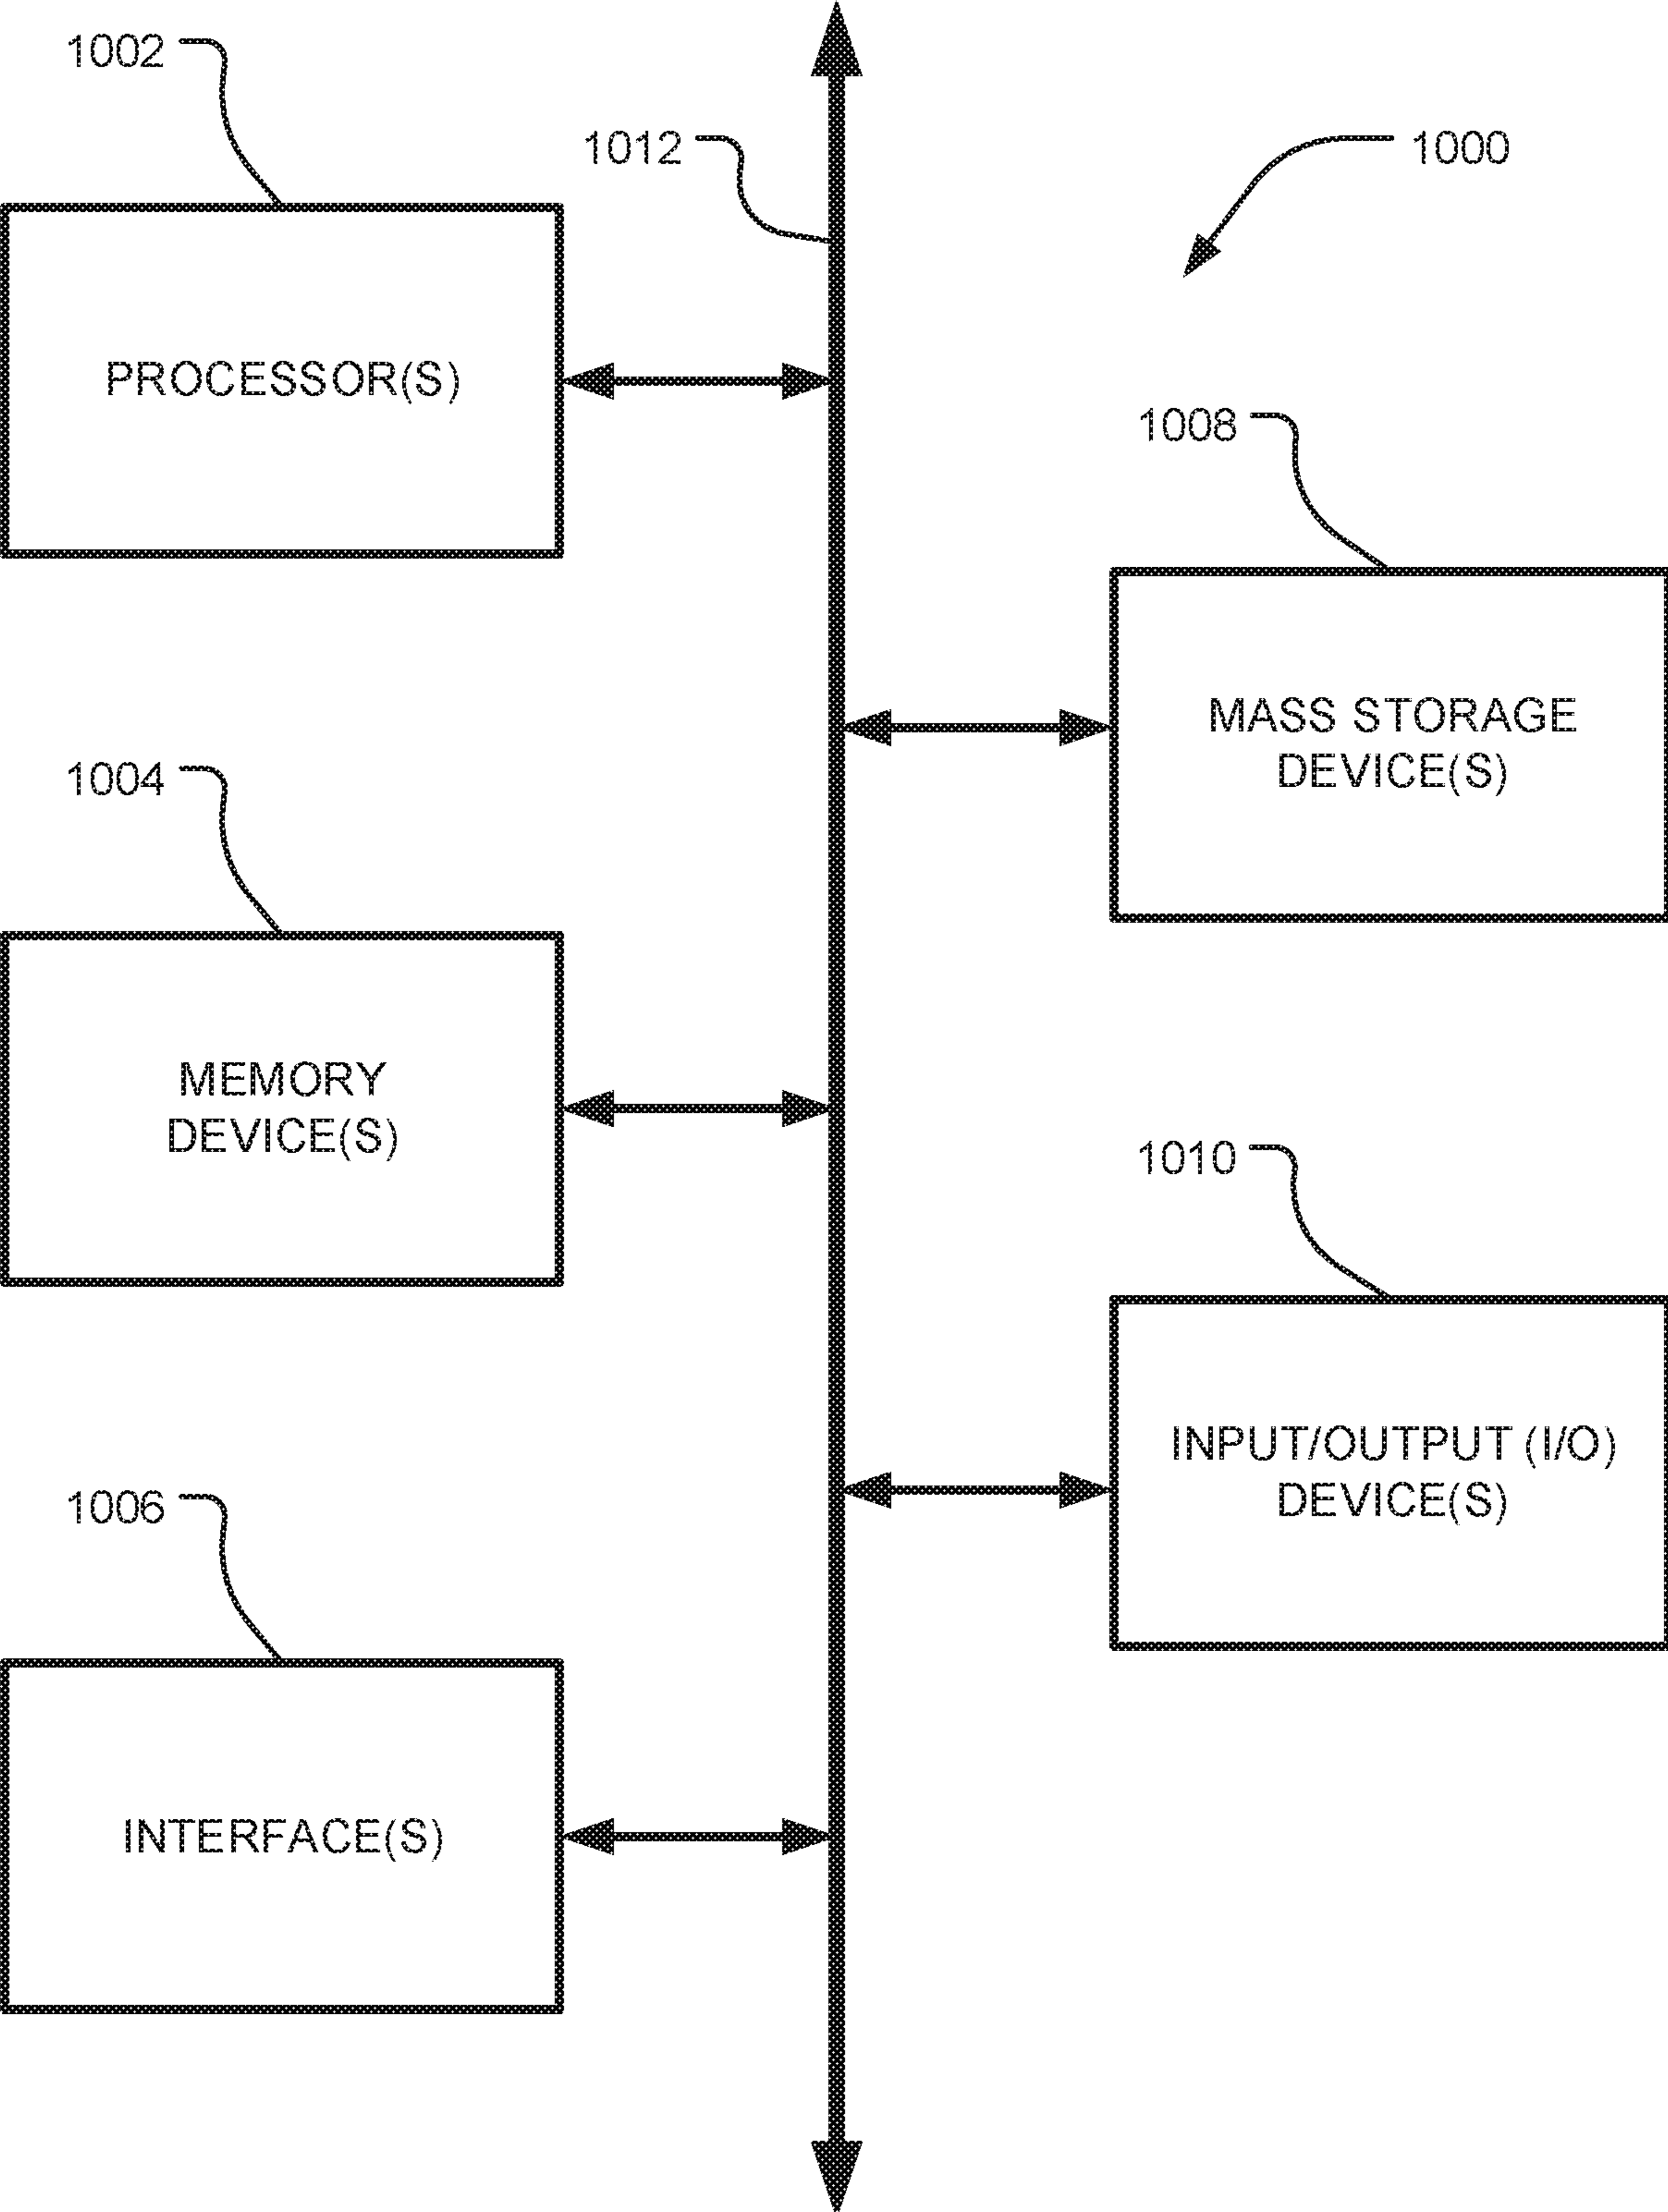 1002
1012
1000
PROCESSOR(S)
1008
MASS STORAGE
DEVICE(S)
1004
MEMORY
DEVICE(S)
1010
INPUT/OUTPUT (I/O)
DEVICE(S)
1006
INTERFACE(S)